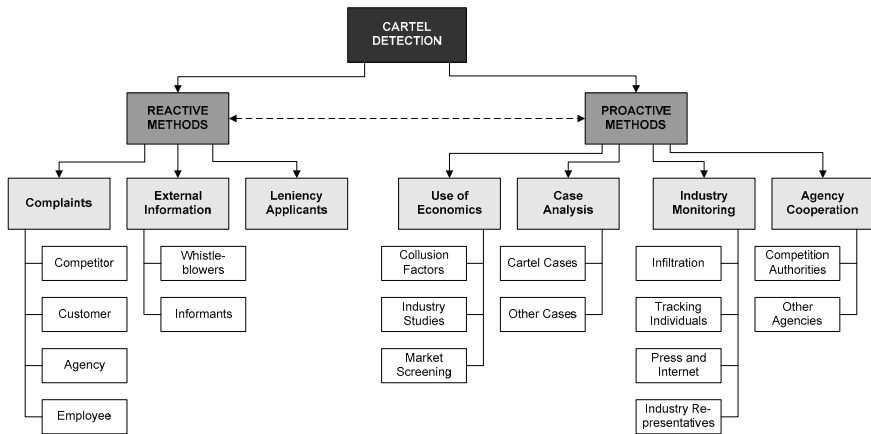 CARTEL
DETECTION
REACTIVE
METHODS
PROACTIVE
METHODS
Complaints
External
Information
Leniency
Applicants
Use of
Economics
Case
Analysis
Industry
Monitoring
Agency
Cooperation
Competitor
Customer
Agency
Employee
Whistle-
blowers
Informants
Collusion
Factors
Industry
Studies
Market
Screening
Cartel Cases
Other Cases
Infiltration
Tracking
Individuals
Press and
Internet
Industry Re-
presentatives
Competition
Authorities
Other
Agencies